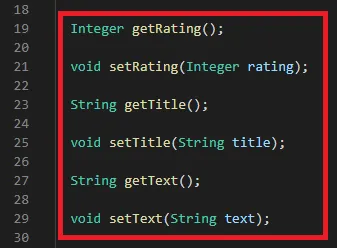 18
19 Integer getRating();
20
21 void setRating(Integer rating);
22
23 String getTitle();
24
25 void setTitle(String title);
26
27 String getText();
28
29 void setText(String text);
30